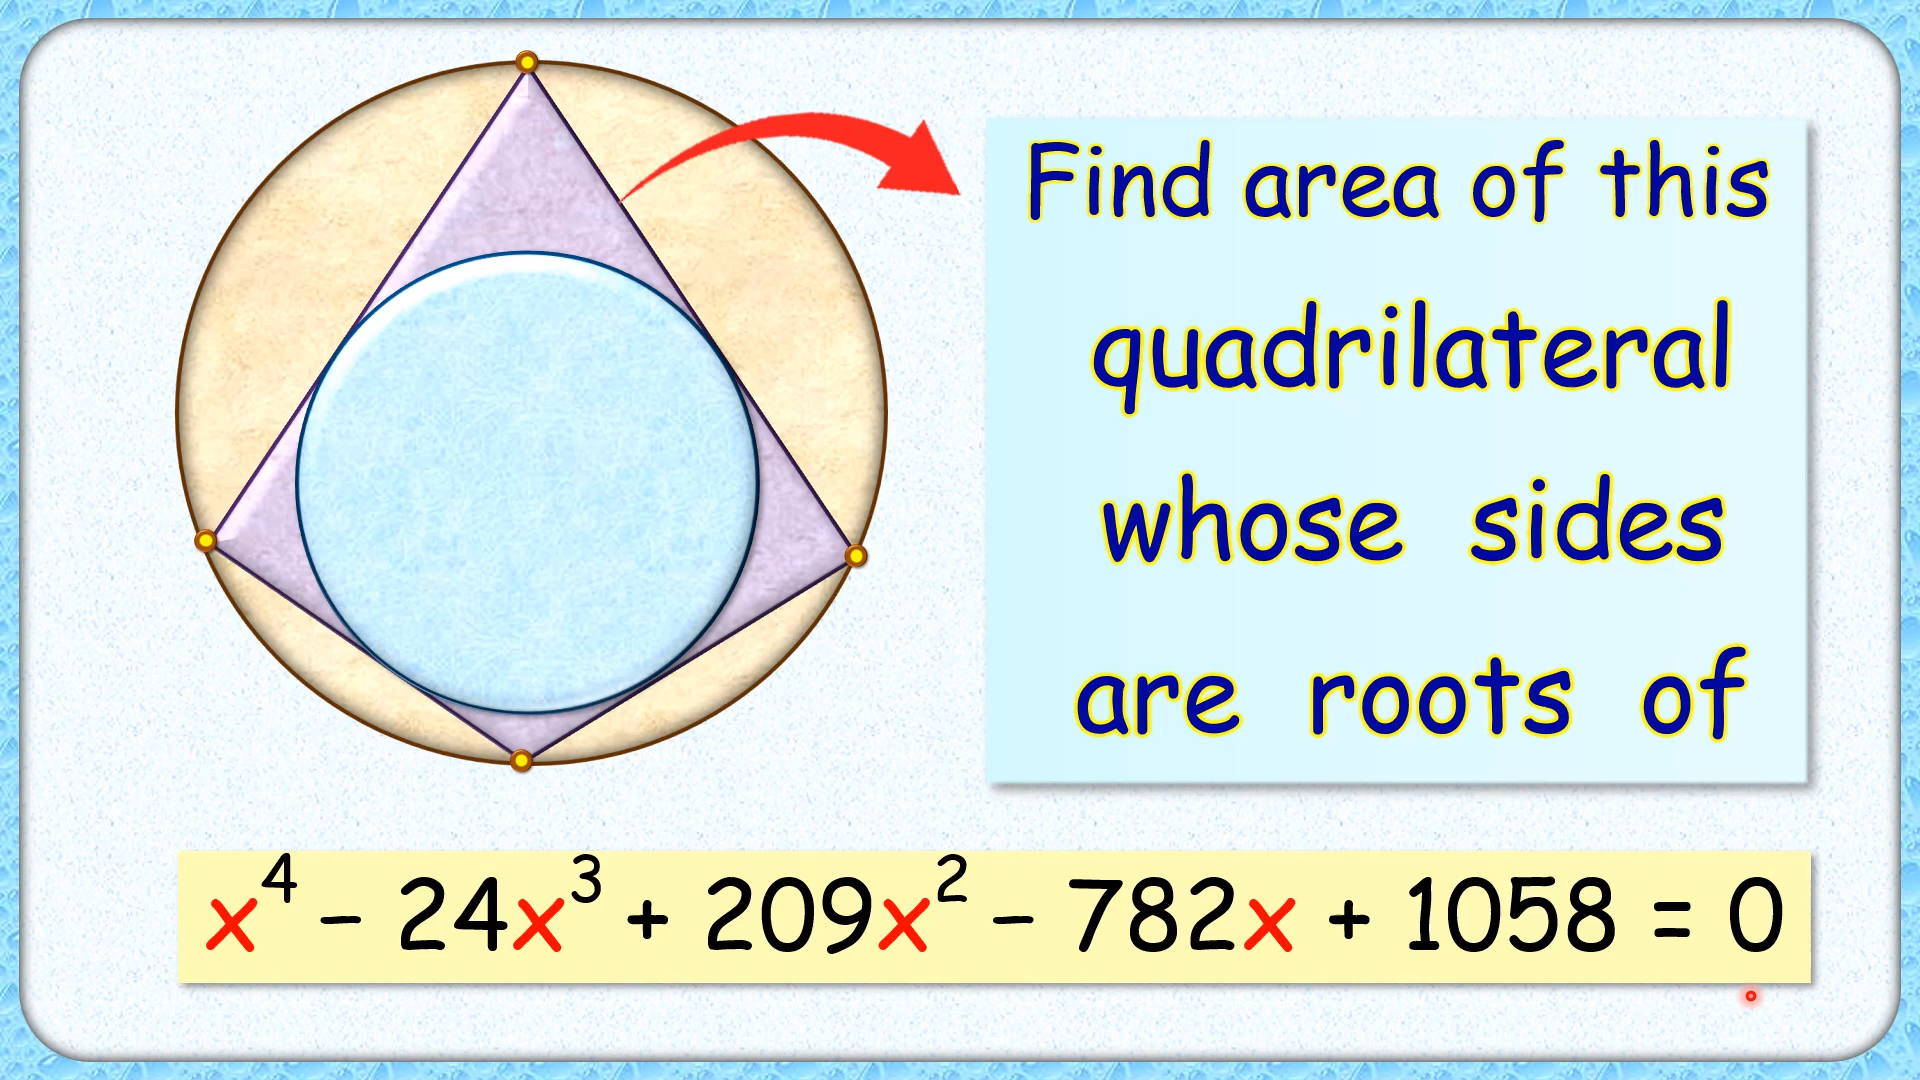 Find area of this
quadrilateral
whose sides
are roots of
x⁴ − 24x³ + 209x² − 782x + 1058 = 0